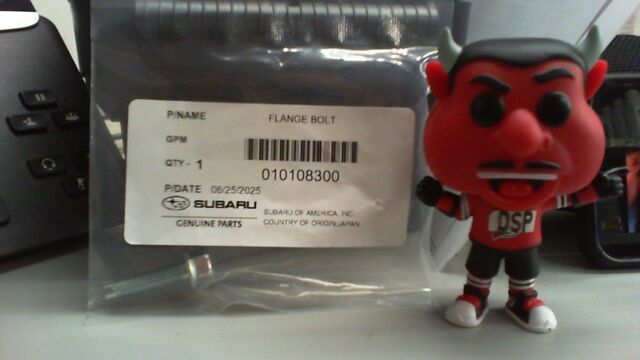 P/NAME FLANGE BOLT
GPM
QTY - 1
010108300
P/DATE 06/25/2025
SUBARU
GENUINE PARTS
SUBARU OF AMERICA, INC.
COUNTRY OF ORIGIN:JAPAN
DSP